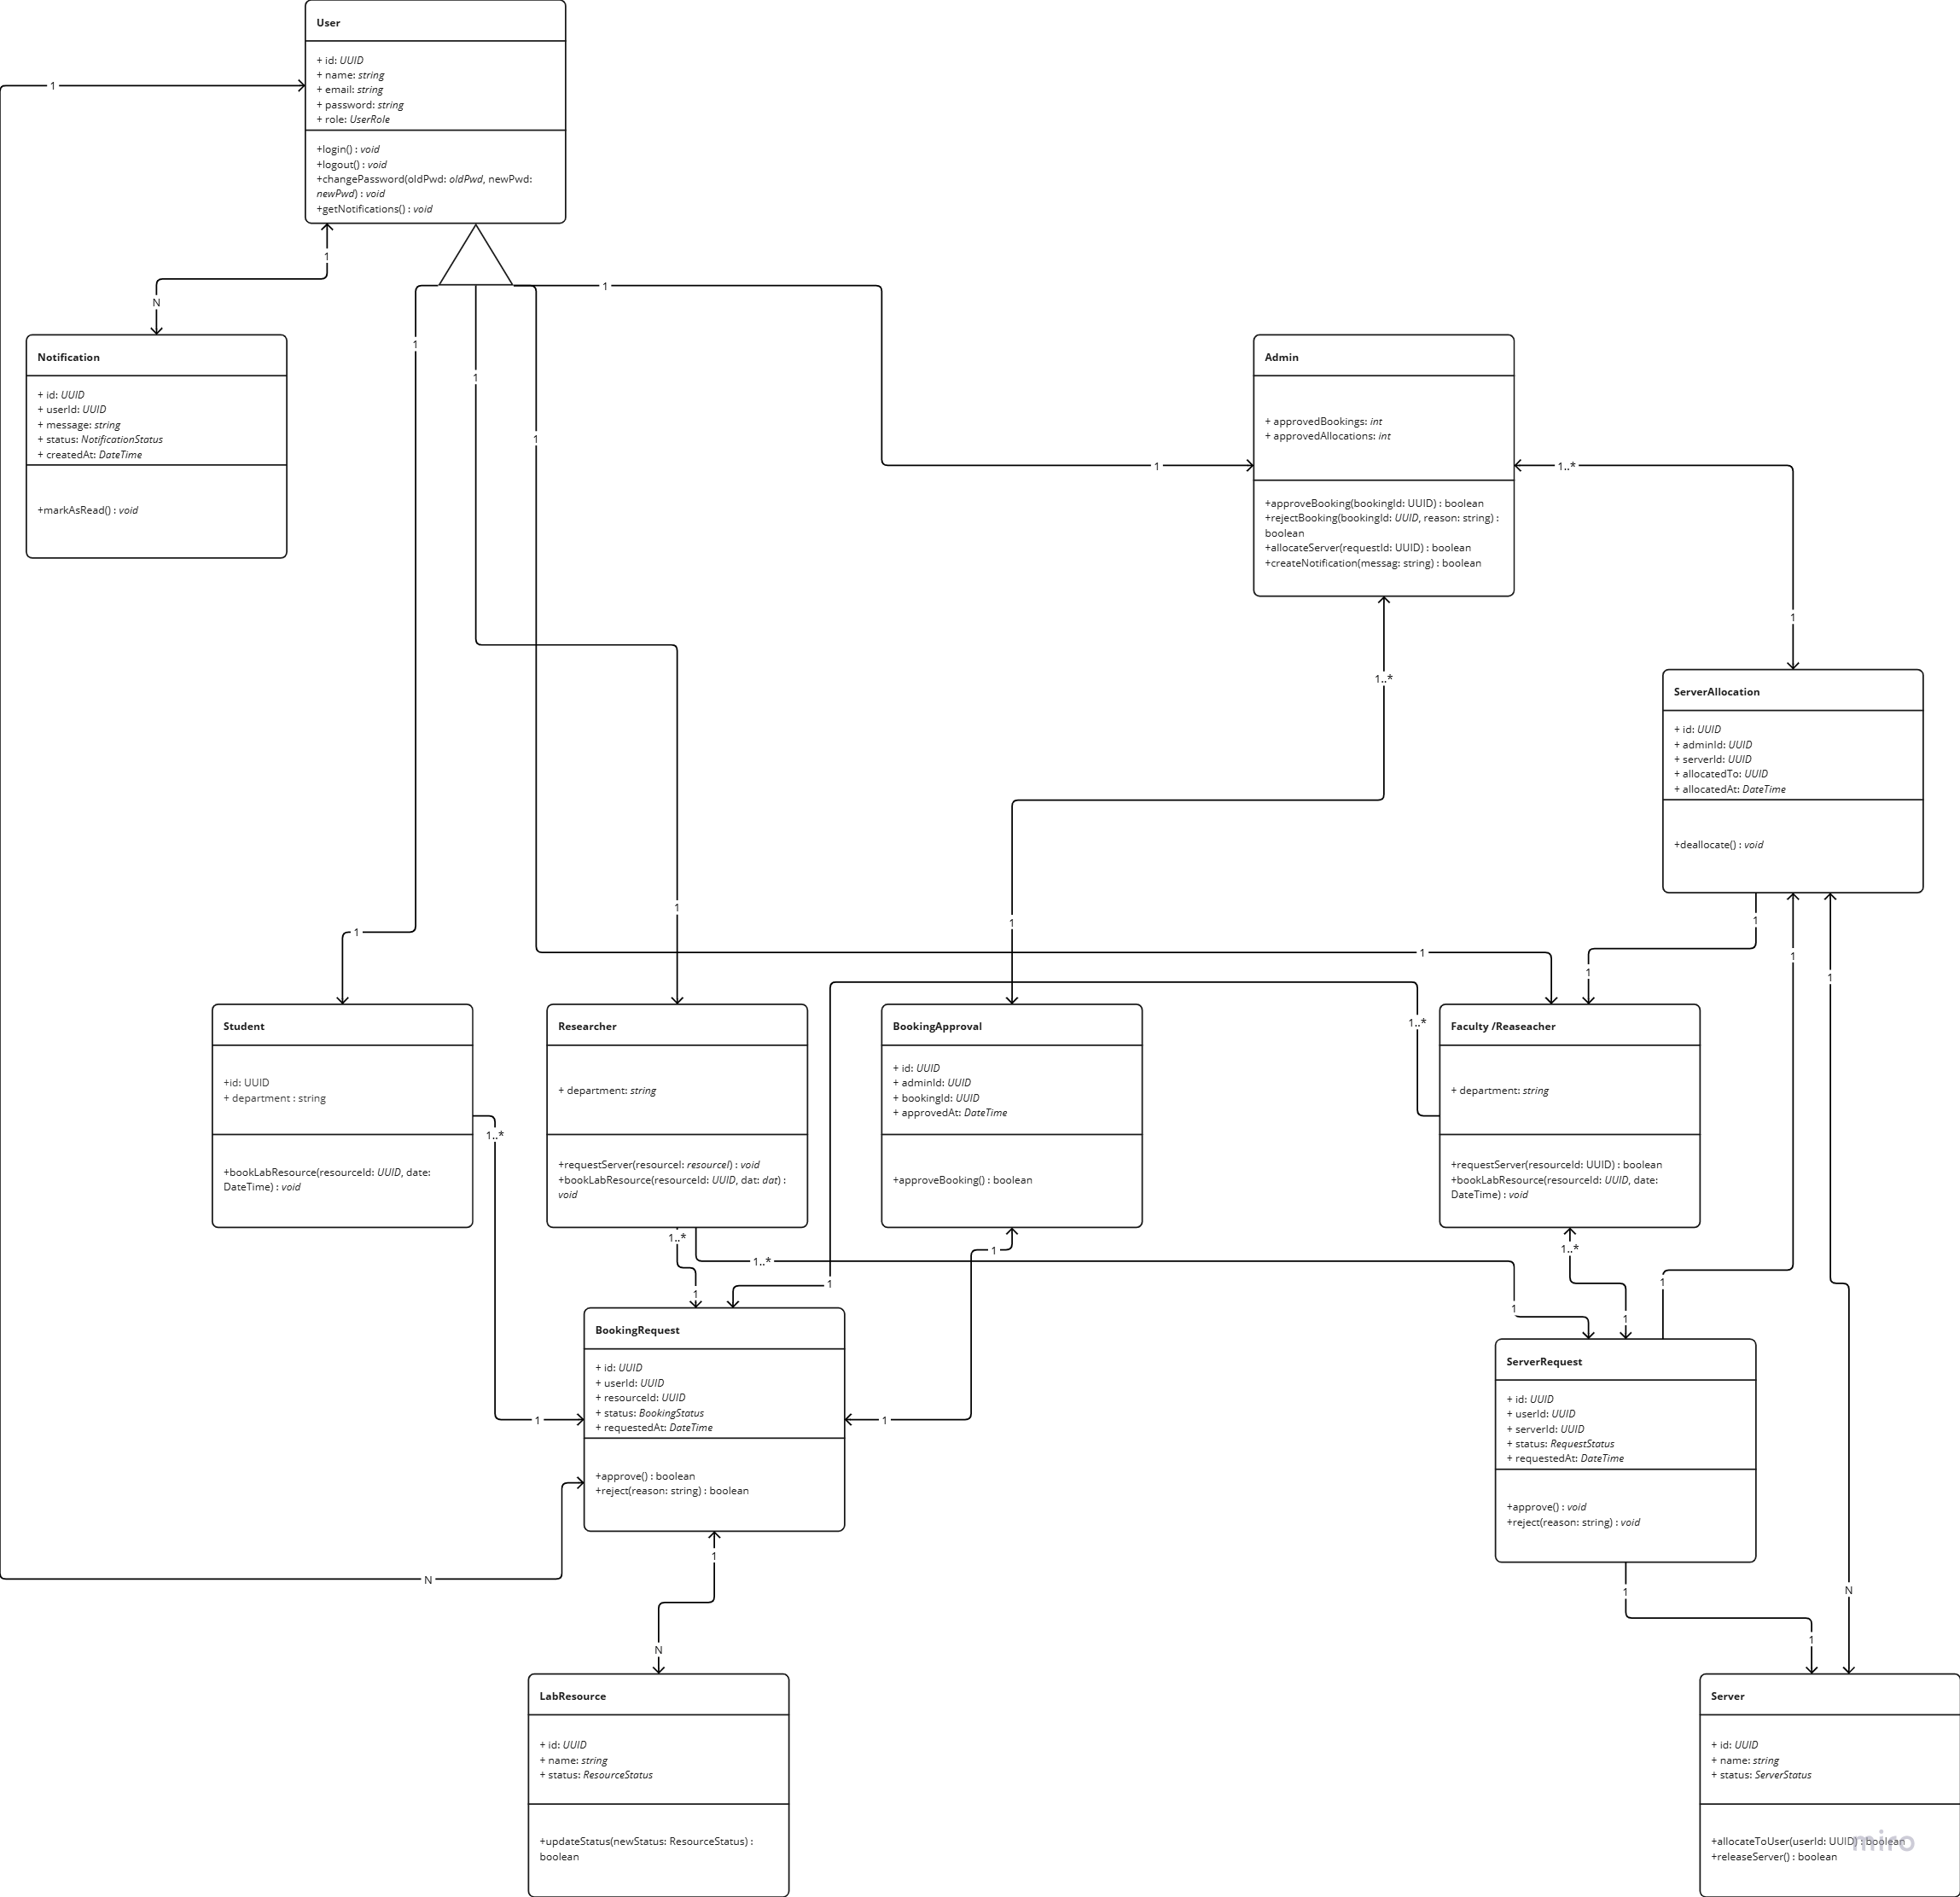 User
+ id: UUID
+ name: string
+ email: string
+ password: string
+ role: UserRole
+login() : void
+logout() : void
+changePassword(oldPwd: oldPwd, newPwd:
newPwd) : void
+getNotifications() : void
1
1
N
1
1
1
1
1
Notification
+ id: UUID
+ userId: UUID
+ message: string
+ status: NotificationStatus
+ createdAt: DateTime
+markAsRead() : void
Admin
+ approvedBookings: int
+ approvedAllocations: int
+approveBooking(bookingId: UUID) : boolean
+rejectBooking(bookingId: UUID, reason: string) :
boolean
+allocateServer(requestId: UUID) : boolean
+createNotification(messag: string) : boolean
1..*
1
1..*
ServerAllocation
+ id: UUID
+ adminId: UUID
+ serverId: UUID
+ allocatedTo: UUID
+ allocatedAt: DateTime
+deallocate() : void
1
1
1
1
1
1
1
1
1..*
Student
+id: UUID
+ department : string
+bookLabResource(resourceId: UUID, date:
DateTime) : void
1..*
Researcher
+ department: string
+requestServer(resourceI: resourceI) : void
+bookLabResource(resourceId: UUID, dat: dat) :
void
BookingApproval
+ id: UUID
+ adminId: UUID
+ bookingId: UUID
+ approvedAt: DateTime
+approveBooking() : boolean
Faculty /Reaseacher
+ department: string
+requestServer(resourceId: UUID) : boolean
+bookLabResource(resourceId: UUID, date:
DateTime) : void
1..*
1..*
1
1..*
1
1
1
1
1
BookingRequest
+ id: UUID
+ userId: UUID
+ resourceId: UUID
+ status: BookingStatus
+ requestedAt: DateTime
+approve() : boolean
+reject(reason: string) : boolean
1
1
N
1
N
ServerRequest
+ id: UUID
+ userId: UUID
+ serverId: UUID
+ status: RequestStatus
+ requestedAt: DateTime
+approve() : void
+reject(reason: string) : void
1
N
1
LabResource
+ id: UUID
+ name: string
+ status: ResourceStatus
+updateStatus(newStatus: ResourceStatus) :
boolean
Server
+ id: UUID
+ name: string
+ status: ServerStatus
+allocateToUser(userId: UUID) : boolean
+releaseServer() : boolean
miro